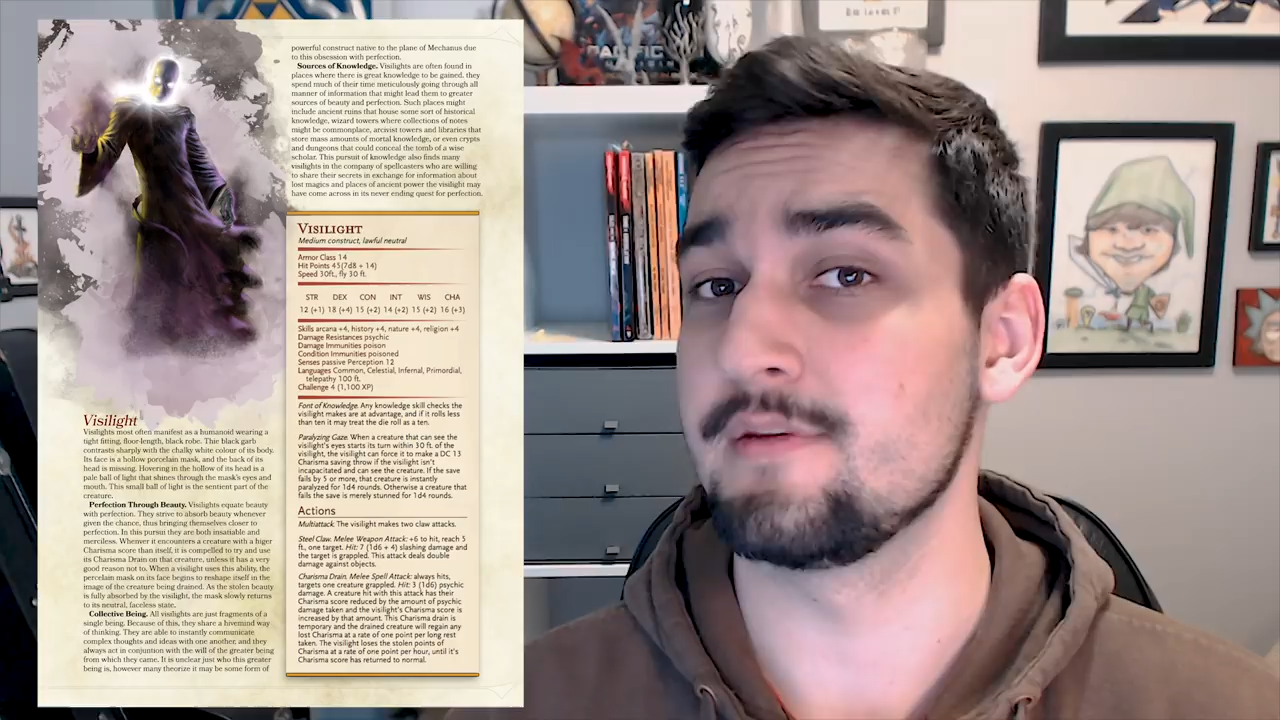 powerful construct native to the plane of Mechanus due
to this obsession with perfection.
Sources of Knowledge. Visilights are often found in
places where there is great knowledge to be gained, they
spend much of their time meticulously going through all
manner of information that might lead them to greater
sources of beauty and perfection. Such places might
include ancient ruins that house some sort of historical
knowledge, wizard towers where collections of notes
might be commonplace, arcivist towers and libraries that
store mass amounts of mortal knowledge, or even crypts
and dungeons that could conceal the tomb of a wise
scholar. This pursuit of knowledge also finds many
visilights in the company of spellcasters who are willing
to share their secrets in exchange for information about
lost magics and places of ancient power the visilight may
have come across in its never ending quest for perfection.
Visilight
Visilights most often manifest as a humanoid wearing a
tight fitting, floor-length, black robe. This black garb
contrasts sharply with the chalky white colour of its body.
Its face is a hollow porcelain mask, and the back of its
head is missing. Hovering in the hollow of its head is a
pale ball of light that shines through the mask's eyes and
mouth. This small ball of light is the sentient part of the
creature.
Perfection Through Beauty. Visilights equate beauty
with perfection. They strive to absorb beauty whenever
given the chance, thus bringing themselves closer to
perfection. In this pursuit they are both insatiable and
merciless. Whever it encounters a creature with a higer
Charisma score than itself, it is compelled to try and use
its Charisma Drain on that creature, unless it has a very
good reason not to. When a visilight uses this ability, the
percelain mask on its face begins to reshape itself in the
image of the creature being drained. As the stolen beauty
is fully absorbed by the visilight, the mask slowly returns
to its neutral, faceless state.
Collective Being. All visilights are just fragments of a
single being. Because of this, they share a hivemind way
of thinking. They are able to instantly communicate
complex thoughts and ideas with one another, and they
always act in conjuntion with the will of the greater being
from which they came. It is unclear just who this greater
being is, however many theorize it may be some form of
VISILIGHT
Medium construct, lawful neutral
Armor Class 14
Hit Points 45(7d8 + 14)
Speed 30ft., fly 30 ft.
STR DEX CON INT WIS CHA
12 (+1) 18 (+4) 15 (+2) 14 (+2) 15 (+2) 16 (+3)
Skills arcana +4, history +4, nature +4, religion +4
Damage Resistances psychic
Damage Immunities poison
Condition Immunities poisoned
Senses passive Perception 12
Languages Common, Celestial, Infernal, Primordial,
telepathy 100 ft.
Challenge 4 (1,100 XP)
Font of Knowledge. Any knowledge skill checks the
visilight makes are at advantage, and if it rolls less
than ten it may treat the die roll as a ten.
Paralyzing Gaze. When a creature that can see the
visilight's eyes starts its turn within 30 ft. of the
visilight, the visilight can force it to make a DC 13
Charisma saving throw if the visilight isn't
incapacitated and can see the creature. If the save
fails by 5 or more, that creature is instantly
paralyzed for 1d4 rounds. Otherwise a creature that
fails the save is merely stunned for 1d4 rounds.
Actions
Multiattack. The visilight makes two claw attacks.
Steel Claw. Melee Weapon Attack: +6 to hit, reach 5
ft., one target. Hit: 7 (1d6 + 4) slashing damage and
the target is grappled. This attack deals double
damage against objects.
Charisma Drain. Melee Spell Attack: always hits,
targets one creature grappled. Hit: 3 (1d6) psychic
damage. A creature hit with this attack has their
Charisma score reduced by the amount of psychic
damage taken and the visilight's Charisma score is
increased by that amount. This Charisma drain is
temporary and the drained creature will regain any
lost Charisma at a rate of one point per long rest
taken. The visilight loses the stolen points of
Charisma at a rate of one point per hour, until it's
Charisma score has returned to normal.
PACIFIC